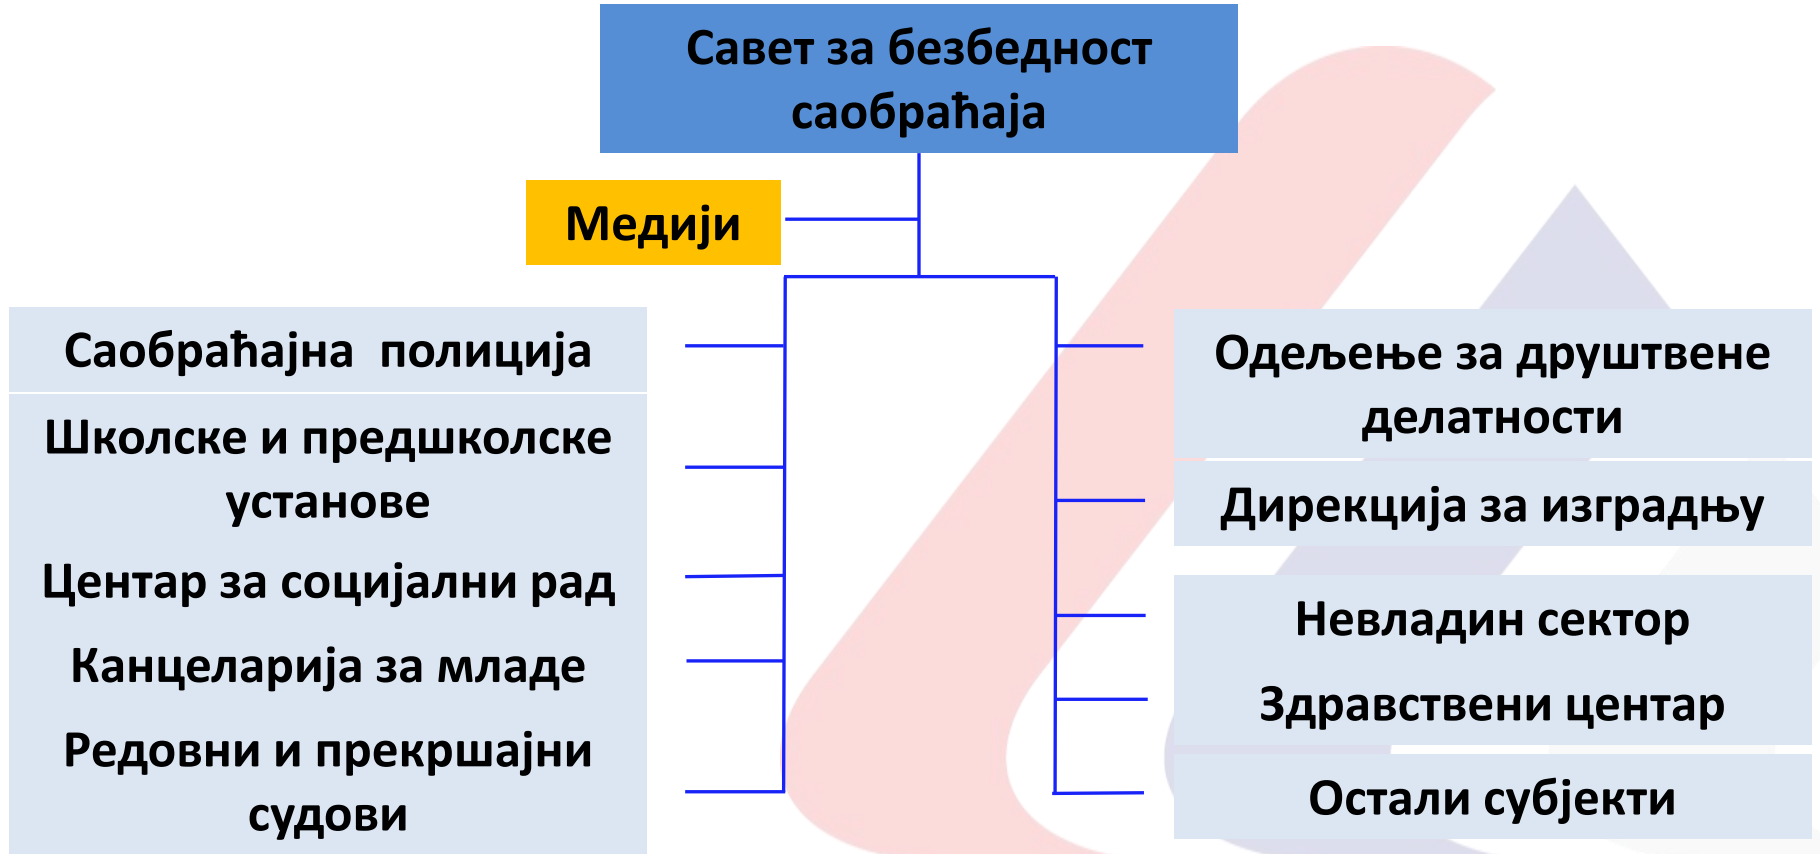 Савет за безбедност
саобраћаја
Медији
Саобраћајна полиција
Школске и предшколске
установе
Центар за социјални рад
Канцеларија за младе
Редовни и прекршајни
судови
Одељење за друштвене
делатности
Дирекција за изградњу
Невладин сектор
Здравствени центар
Остали субјекти